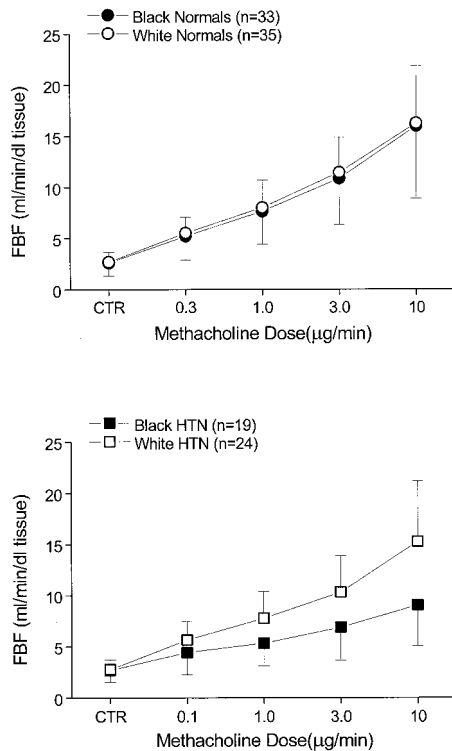 Black Normals (n=33)
White Normals (n=35)
25
20
15
10
5
0
FBF (ml/min/dl tissue)
CTR 0.3 1.0 3.0 10
Methacholine Dose(μg/min)
Black HTN (n=19)
White HTN (n=24)
25
20
15
10
5
0
FBF (ml/min/dl tissue)
CTR 0.1 1.0 3.0 10
Methacholine Dose(μg/min)